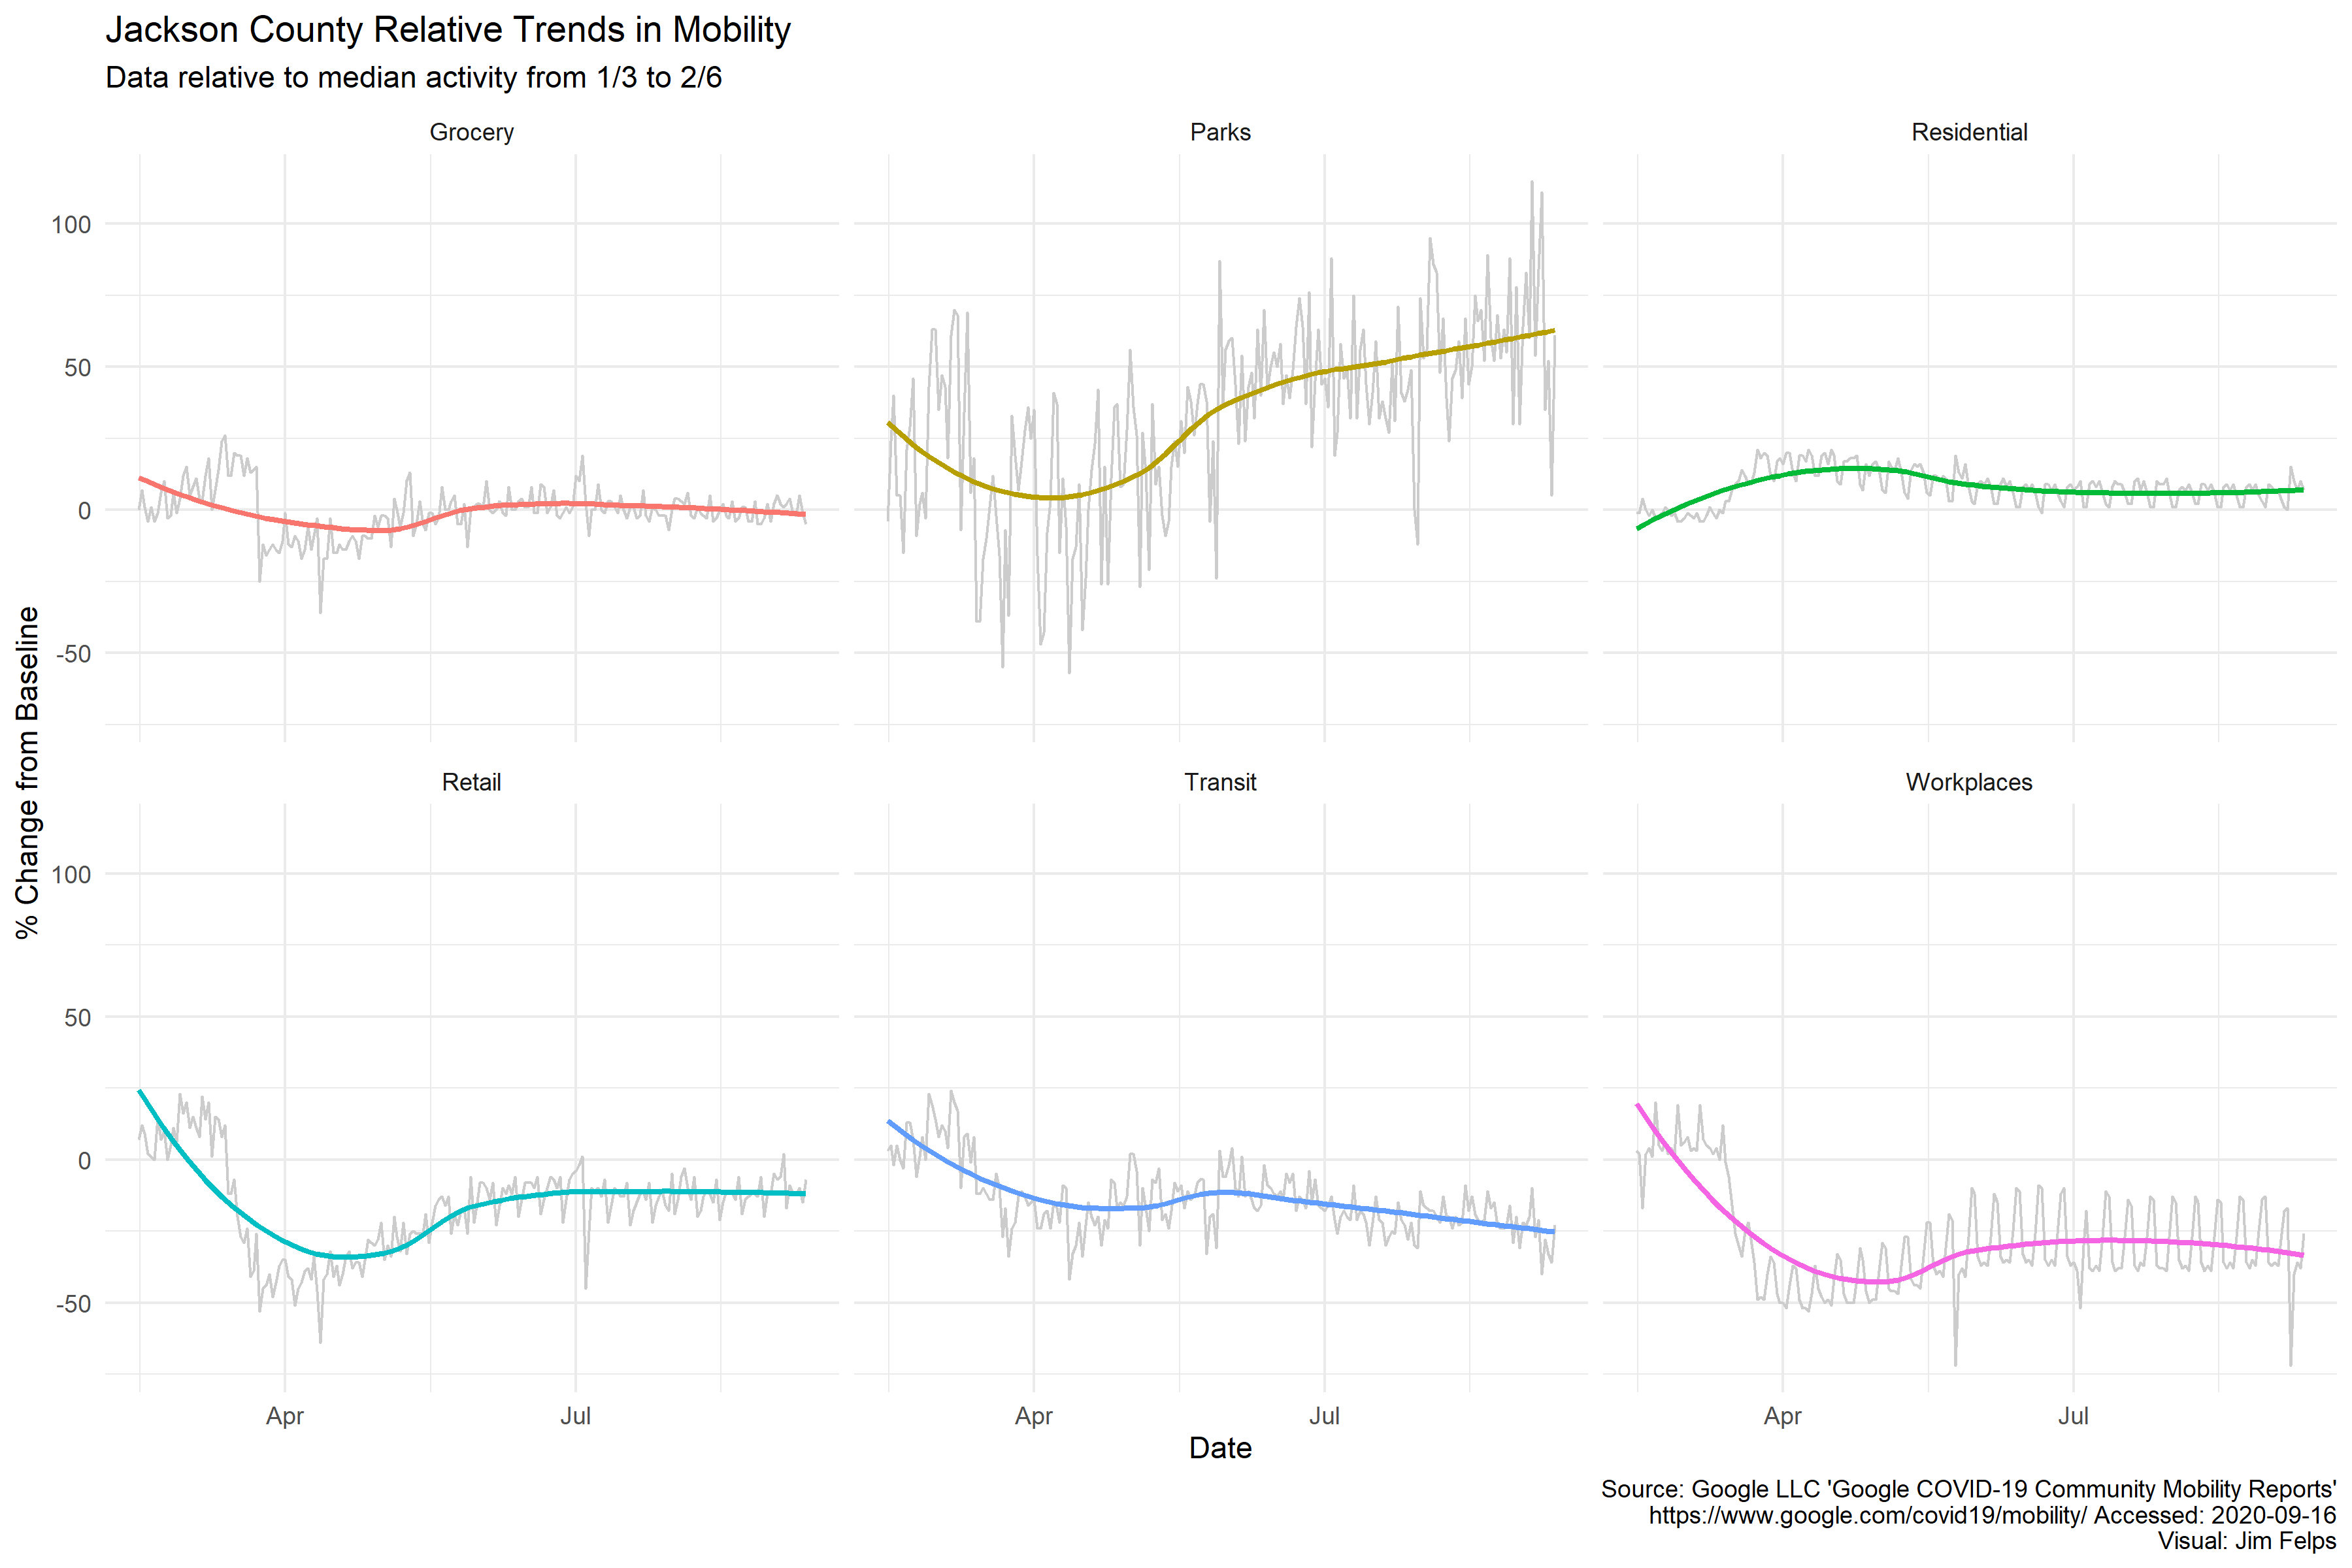 Jackson County Relative Trends in Mobility
Data relative to median activity from 1/3 to 2/6
Grocery
Parks
Residential
100
50
0
-50
% Change from Baseline
Retail
Transit
Workplaces
100
50
0
-50
Apr
Jul
Apr
Jul
Apr
Jul
Date
Source: Google LLC 'Google COVID-19 Community Mobility Reports'
https://www.google.com/covid19/mobility/ Accessed: 2020-09-16
Visual: Jim Felps